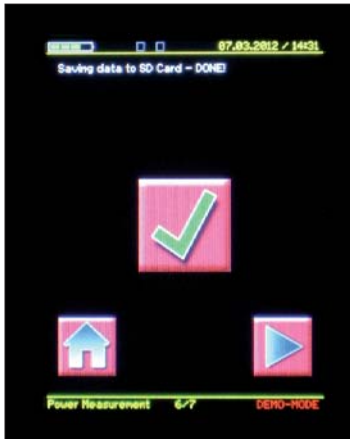 07.03.2012 / 14:31
Saving data to SD Card - DONE!
Power Measurement 6/7 DEMO-MODE